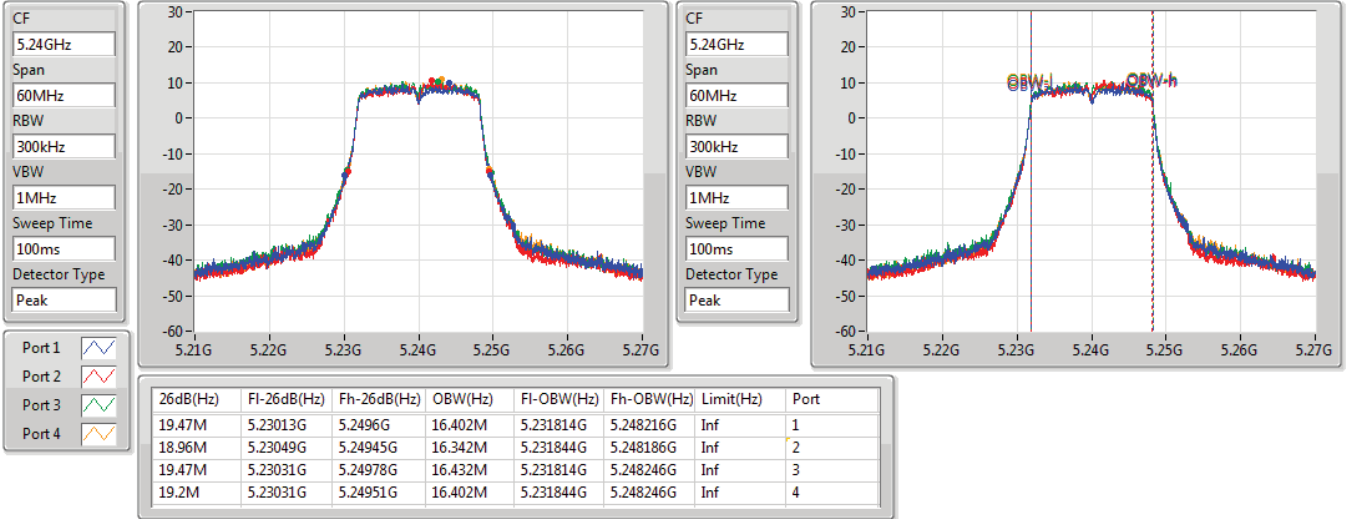 CF
5.24GHz
Span
60MHz
RBW
300kHz
VBW
1MHz
Sweep Time
100ms
Detector Type
Peak
30
20
10
0
-10
-20
-30
-40
-50
-60
5.21G 5.22G 5.23G 5.24G 5.25G 5.26G 5.27G
CF
5.24GHz
Span
60MHz
RBW
300kHz
VBW
1MHz
Sweep Time
100ms
Detector Type
Peak
30
20
10
0
-10
-20
-30
-40
-50
-60
OBW-l OBW-h
5.21G 5.22G 5.23G 5.24G 5.25G 5.26G 5.27G
Port 1
Port 2
Port 3
Port 4
26dB(Hz) Fl-26dB(Hz) Fh-26dB(Hz) OBW(Hz) Fl-OBW(Hz) Fh-OBW(Hz) Limit(Hz) Port
19.47M 5.23013G 5.2496G 16.402M 5.231814G 5.248216G Inf 1
18.96M 5.23049G 5.24945G 16.342M 5.231844G 5.248186G Inf 2
19.47M 5.23031G 5.24978G 16.432M 5.231814G 5.248246G Inf 3
19.2M 5.23031G 5.24951G 16.402M 5.231844G 5.248246G Inf 4